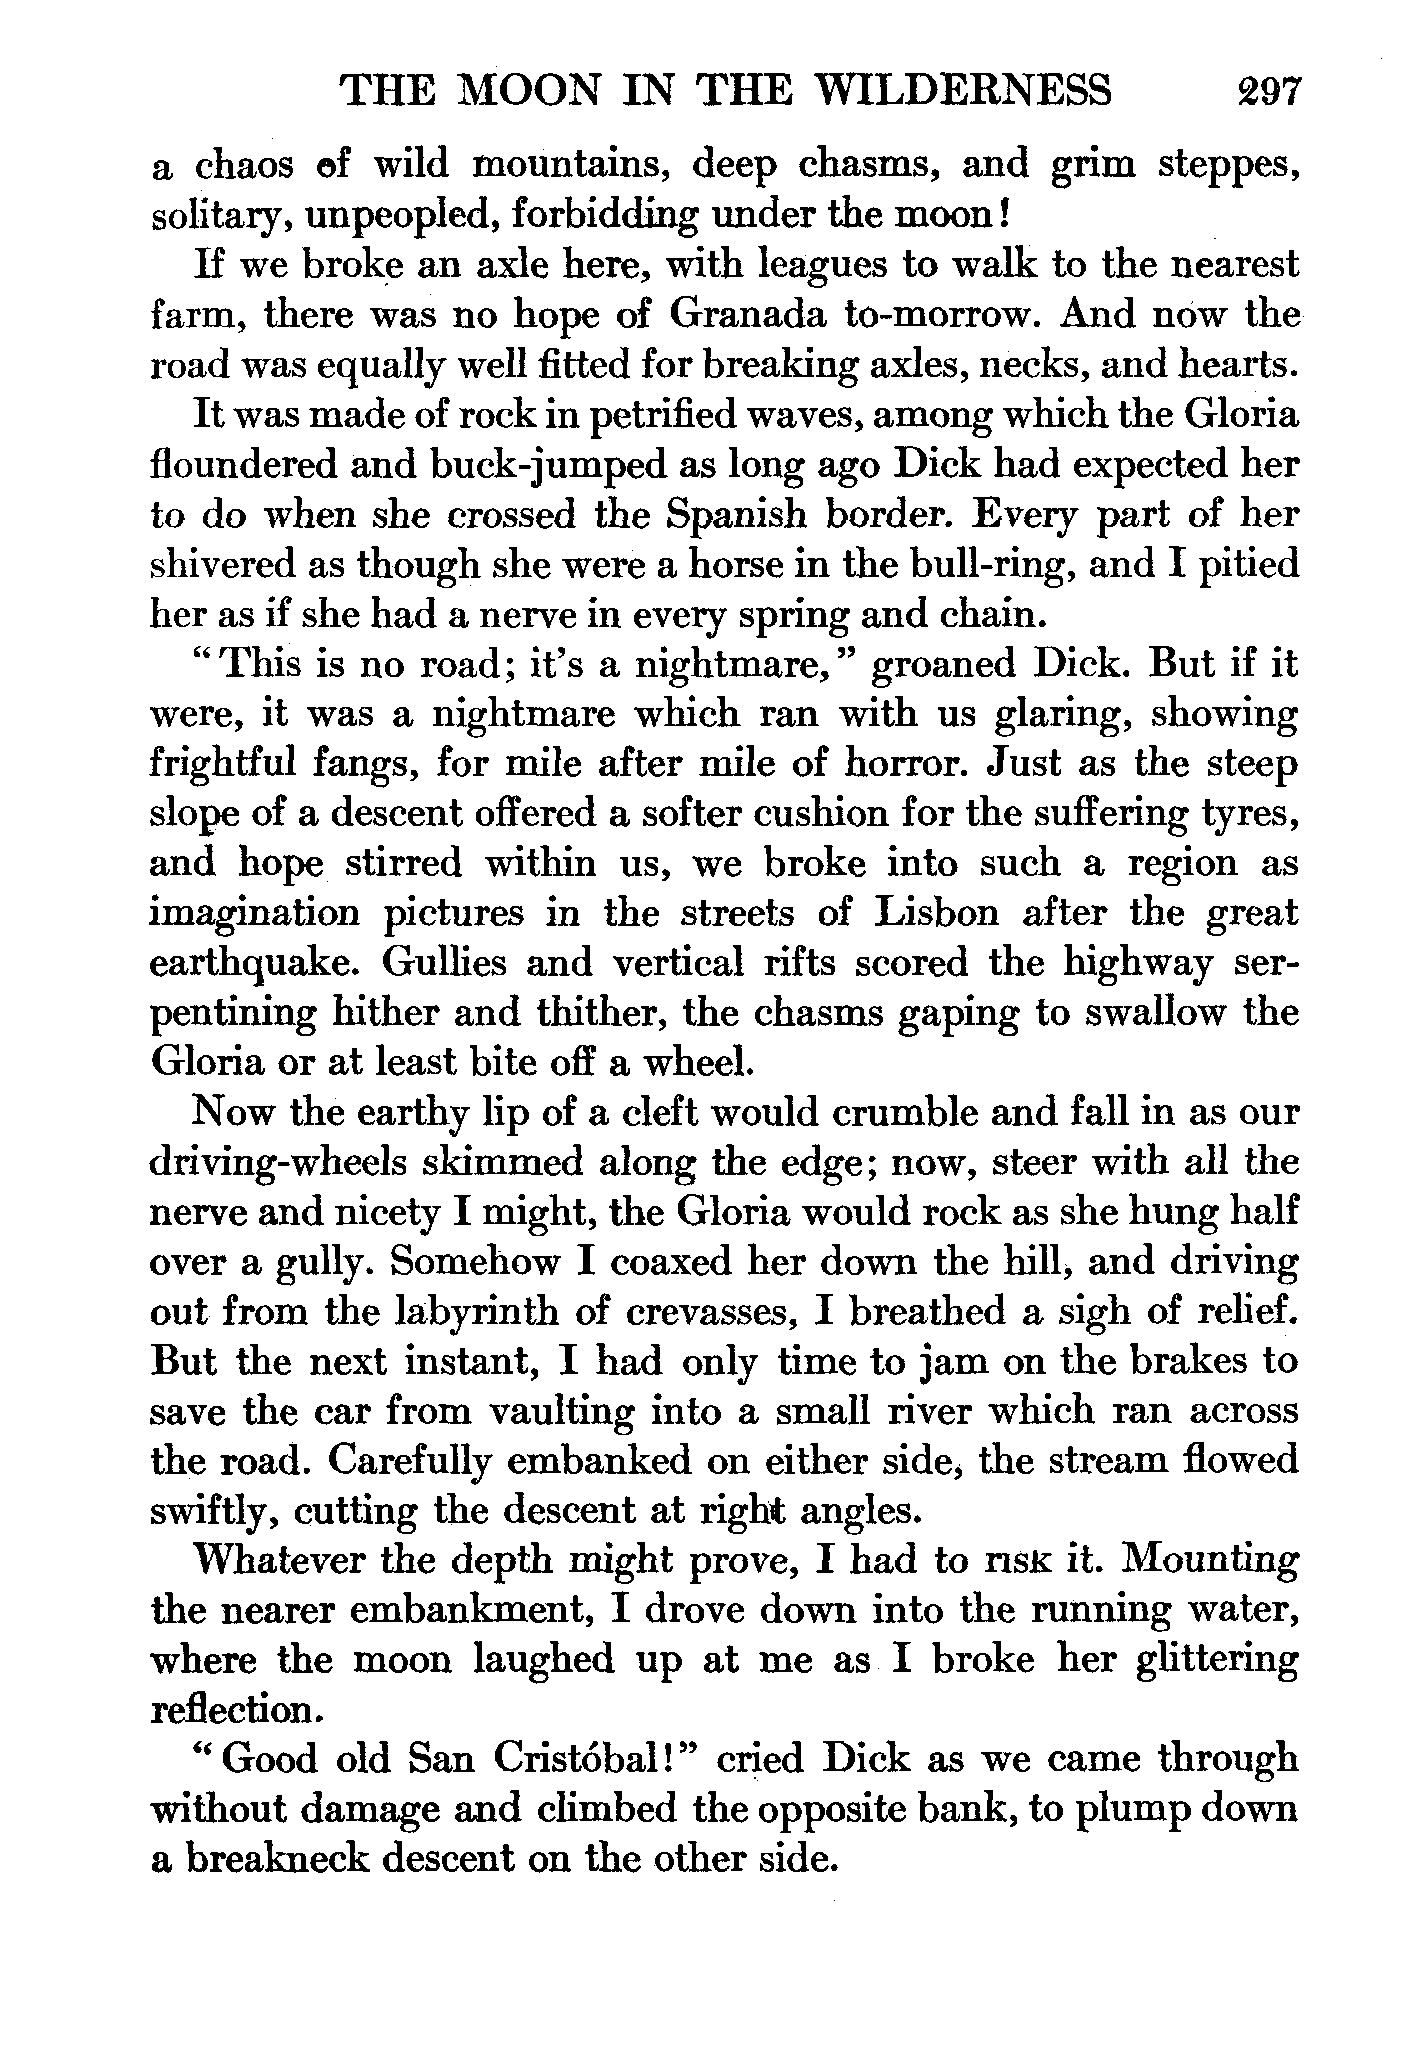 THE MOON IN THE WILDERNESS 297
a chaos of wild mountains, deep chasms, and grim steppes,
solitary, unpeopled, forbidding under the moon!
If we broke an axle here, with leagues to walk to the nearest
farm, there was no hope of Granada to-morrow. And now the
road was equally well fitted for breaking axles, necks, and hearts.
It was made of rock in petrified waves, among which the Gloria
floundered and buck-jumped as long ago Dick had expected her
to do when she crossed the Spanish border. Every part of her
shivered as though she were a horse in the bull-ring, and I pitied
her as if she had a nerve in every spring and chain.
"This is no road; it's a nightmare," groaned Dick. But if it
were, it was a nightmare which ran with us glaring, showing
frightful fangs, for mile after mile of horror. Just as the steep
slope of a descent offered a softer cushion for the suffering tyres,
and hope stirred within us, we broke into such a region as
imagination pictures in the streets of Lisbon after the great
earthquake. Gullies and vertical rifts scored the highway ser-
pentining hither and thither, the chasms gaping to swallow the
Gloria or at least bite off a wheel.
Now the earthy lip of a cleft would crumble and fall in as our
driving-wheels skimmed along the edge; now, steer with all the
nerve and nicety I might, the Gloria would rock as she hung half
over a gully. Somehow I coaxed her down the hill, and driving
out from the labyrinth of crevasses, I breathed a sigh of relief.
But the next instant, I had only time to jam on the brakes to
save the car from vaulting into a small river which ran across
the road. Carefully embanked on either side, the stream flowed
swiftly, cutting the descent at right angles.
Whatever the depth might prove, I had to risk it. Mounting
the nearer embankment, I drove down into the running water,
where the moon laughed up at me as I broke her glittering
reflection.
"Good old San Cristóbal!" cried Dick as we came through
without damage and climbed the opposite bank, to plump down
a breakneck descent on the other side.